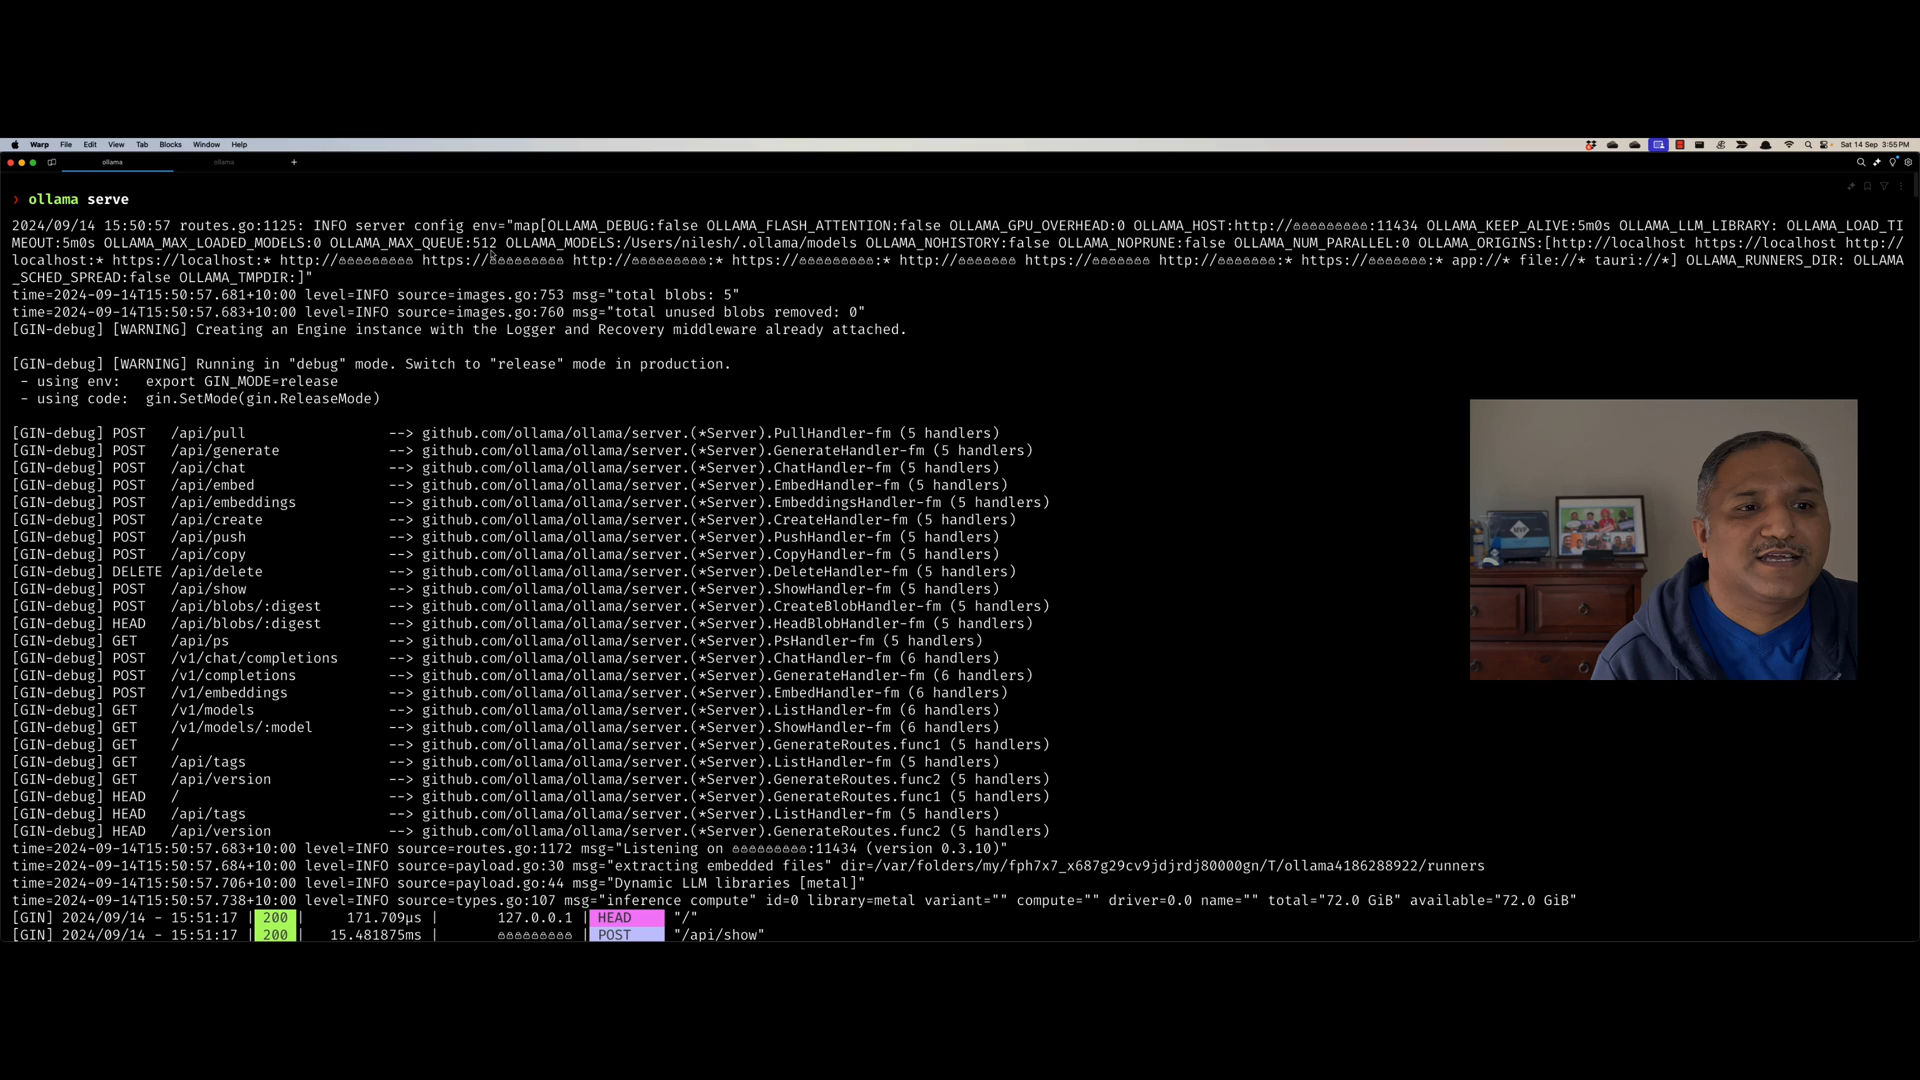 Warp File Edit View Tab Blocks Window Help
Sat 14 Sep 3:55 PM
ollama
ollama
+
❯ ollama serve
2024/09/14 15:50:57 routes.go:1125: INFO server config env="map[OLLAMA_DEBUG:false OLLAMA_FLASH_ATTENTION:false OLLAMA_GPU_OVERHEAD:0 OLLAMA_HOST:http://:11434 OLLAMA_KEEP_ALIVE:5m0s OLLAMA_LLM_LIBRARY: OLLAMA_LOAD_TI
MEOUT:5m0s OLLAMA_MAX_LOADED_MODELS:0 OLLAMA_MAX_QUEUE:512 OLLAMA_MODELS:/Users/nilesh/.ollama/models OLLAMA_NOHISTORY:false OLLAMA_NOPRUNE:false OLLAMA_NUM_PARALLEL:0 OLLAMA_ORIGINS:[http://localhost https://localhost http://
localhost:* https://localhost:* http:// https:// http://:* https://:* http:// https:// http://:* https://:* app://* file://* tauri://*] OLLAMA_RUNNERS_DIR: OLLAMA
_SCHED_SPREAD:false OLLAMA_TMPDIR:]"
time=2024-09-14T15:50:57.681+10:00 level=INFO source=images.go:753 msg="total blobs: 5"
time=2024-09-14T15:50:57.683+10:00 level=INFO source=images.go:760 msg="total unused blobs removed: 0"
[GIN-debug] [WARNING] Creating an Engine instance with the Logger and Recovery middleware already attached.
[GIN-debug] [WARNING] Running in "debug" mode. Switch to "release" mode in production.
- using env: export GIN_MODE=release
- using code: gin.SetMode(gin.ReleaseMode)
[GIN-debug] POST /api/pull --> github.com/ollama/ollama/server.(*Server).PullHandler-fm (5 handlers)
[GIN-debug] POST /api/generate --> github.com/ollama/ollama/server.(*Server).GenerateHandler-fm (5 handlers)
[GIN-debug] POST /api/chat --> github.com/ollama/ollama/server.(*Server).ChatHandler-fm (5 handlers)
[GIN-debug] POST /api/embed --> github.com/ollama/ollama/server.(*Server).EmbedHandler-fm (5 handlers)
[GIN-debug] POST /api/embeddings --> github.com/ollama/ollama/server.(*Server).EmbeddingsHandler-fm (5 handlers)
[GIN-debug] POST /api/create --> github.com/ollama/ollama/server.(*Server).CreateHandler-fm (5 handlers)
[GIN-debug] POST /api/push --> github.com/ollama/ollama/server.(*Server).PushHandler-fm (5 handlers)
[GIN-debug] POST /api/copy --> github.com/ollama/ollama/server.(*Server).CopyHandler-fm (5 handlers)
[GIN-debug] DELETE /api/delete --> github.com/ollama/ollama/server.(*Server).DeleteHandler-fm (5 handlers)
[GIN-debug] POST /api/show --> github.com/ollama/ollama/server.(*Server).ShowHandler-fm (5 handlers)
[GIN-debug] POST /api/blobs/:digest --> github.com/ollama/ollama/server.(*Server).CreateBlobHandler-fm (5 handlers)
[GIN-debug] HEAD /api/blobs/:digest --> github.com/ollama/ollama/server.(*Server).HeadBlobHandler-fm (5 handlers)
[GIN-debug] GET /api/ps --> github.com/ollama/ollama/server.(*Server).PsHandler-fm (5 handlers)
[GIN-debug] POST /v1/chat/completions --> github.com/ollama/ollama/server.(*Server).ChatHandler-fm (6 handlers)
[GIN-debug] POST /v1/completions --> github.com/ollama/ollama/server.(*Server).GenerateHandler-fm (6 handlers)
[GIN-debug] POST /v1/embeddings --> github.com/ollama/ollama/server.(*Server).EmbedHandler-fm (6 handlers)
[GIN-debug] GET /v1/models --> github.com/ollama/ollama/server.(*Server).ListHandler-fm (6 handlers)
[GIN-debug] GET /v1/models/:model --> github.com/ollama/ollama/server.(*Server).ShowHandler-fm (6 handlers)
[GIN-debug] GET / --> github.com/ollama/ollama/server.(*Server).GenerateRoutes.func1 (5 handlers)
[GIN-debug] GET /api/tags --> github.com/ollama/ollama/server.(*Server).ListHandler-fm (5 handlers)
[GIN-debug] GET /api/version --> github.com/ollama/ollama/server.(*Server).GenerateRoutes.func2 (5 handlers)
[GIN-debug] HEAD / --> github.com/ollama/ollama/server.(*Server).GenerateRoutes.func1 (5 handlers)
[GIN-debug] HEAD /api/tags --> github.com/ollama/ollama/server.(*Server).ListHandler-fm (5 handlers)
[GIN-debug] HEAD /api/version --> github.com/ollama/ollama/server.(*Server).GenerateRoutes.func2 (5 handlers)
time=2024-09-14T15:50:57.683+10:00 level=INFO source=routes.go:1172 msg="Listening on :11434 (version 0.3.10)"
time=2024-09-14T15:50:57.684+10:00 level=INFO source=payload.go:30 msg="extracting embedded files" dir=/var/folders/my/fph7x7_x687g29cv9jdjrdj80000gn/T/ollama4186288922/runners
time=2024-09-14T15:50:57.706+10:00 level=INFO source=payload.go:44 msg="Dynamic LLM libraries [metal]"
time=2024-09-14T15:50:57.738+10:00 level=INFO source=types.go:107 msg="inference compute" id=0 library=metal variant="" compute="" driver=0.0 name="" total="72.0 GiB" available="72.0 GiB"
[GIN] 2024/09/14 - 15:51:17 | 200 | 171.709µs | 127.0.0.1 | HEAD "/"
[GIN] 2024/09/14 - 15:51:17 | 200 | 15.481875ms | | POST "/api/show"
MVP